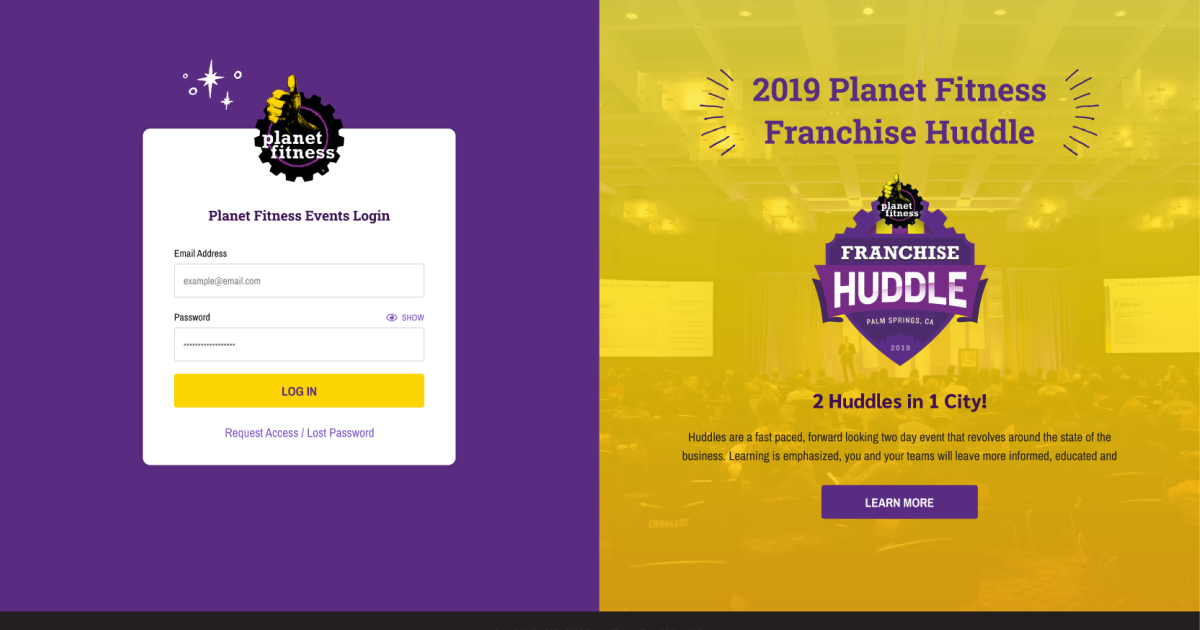 planet
fitness
Planet Fitness Events Login
Email Address
example@email.com
Password
SHOW
LOG IN
Request Access / Lost Password
2019 Planet Fitness
Franchise Huddle
planet
fitness
FRANCHISE
HUDDLE
PALM SPRINGS, CA
2019
2 Huddles in 1 City!
Huddles are a fast paced, forward looking two day event that revolves around the state of the
business. Learning is emphasized, you and your teams will leave more informed, educated and
LEARN MORE